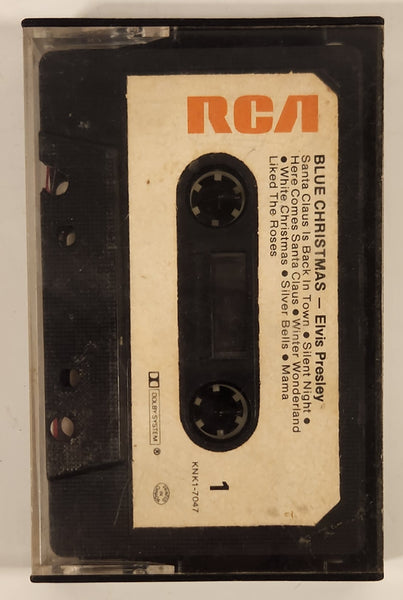 RCA
BLUE CHRISTMAS – Elvis Presley
Santa Claus Is Back In Town ● Silent Night ●
Here Comes Santa Claus ● Winter Wonderland
● White Christmas ● Silver Bells ● Mama
Liked The Roses
DOLBY SYSTEM ®
KNK1-7047
1